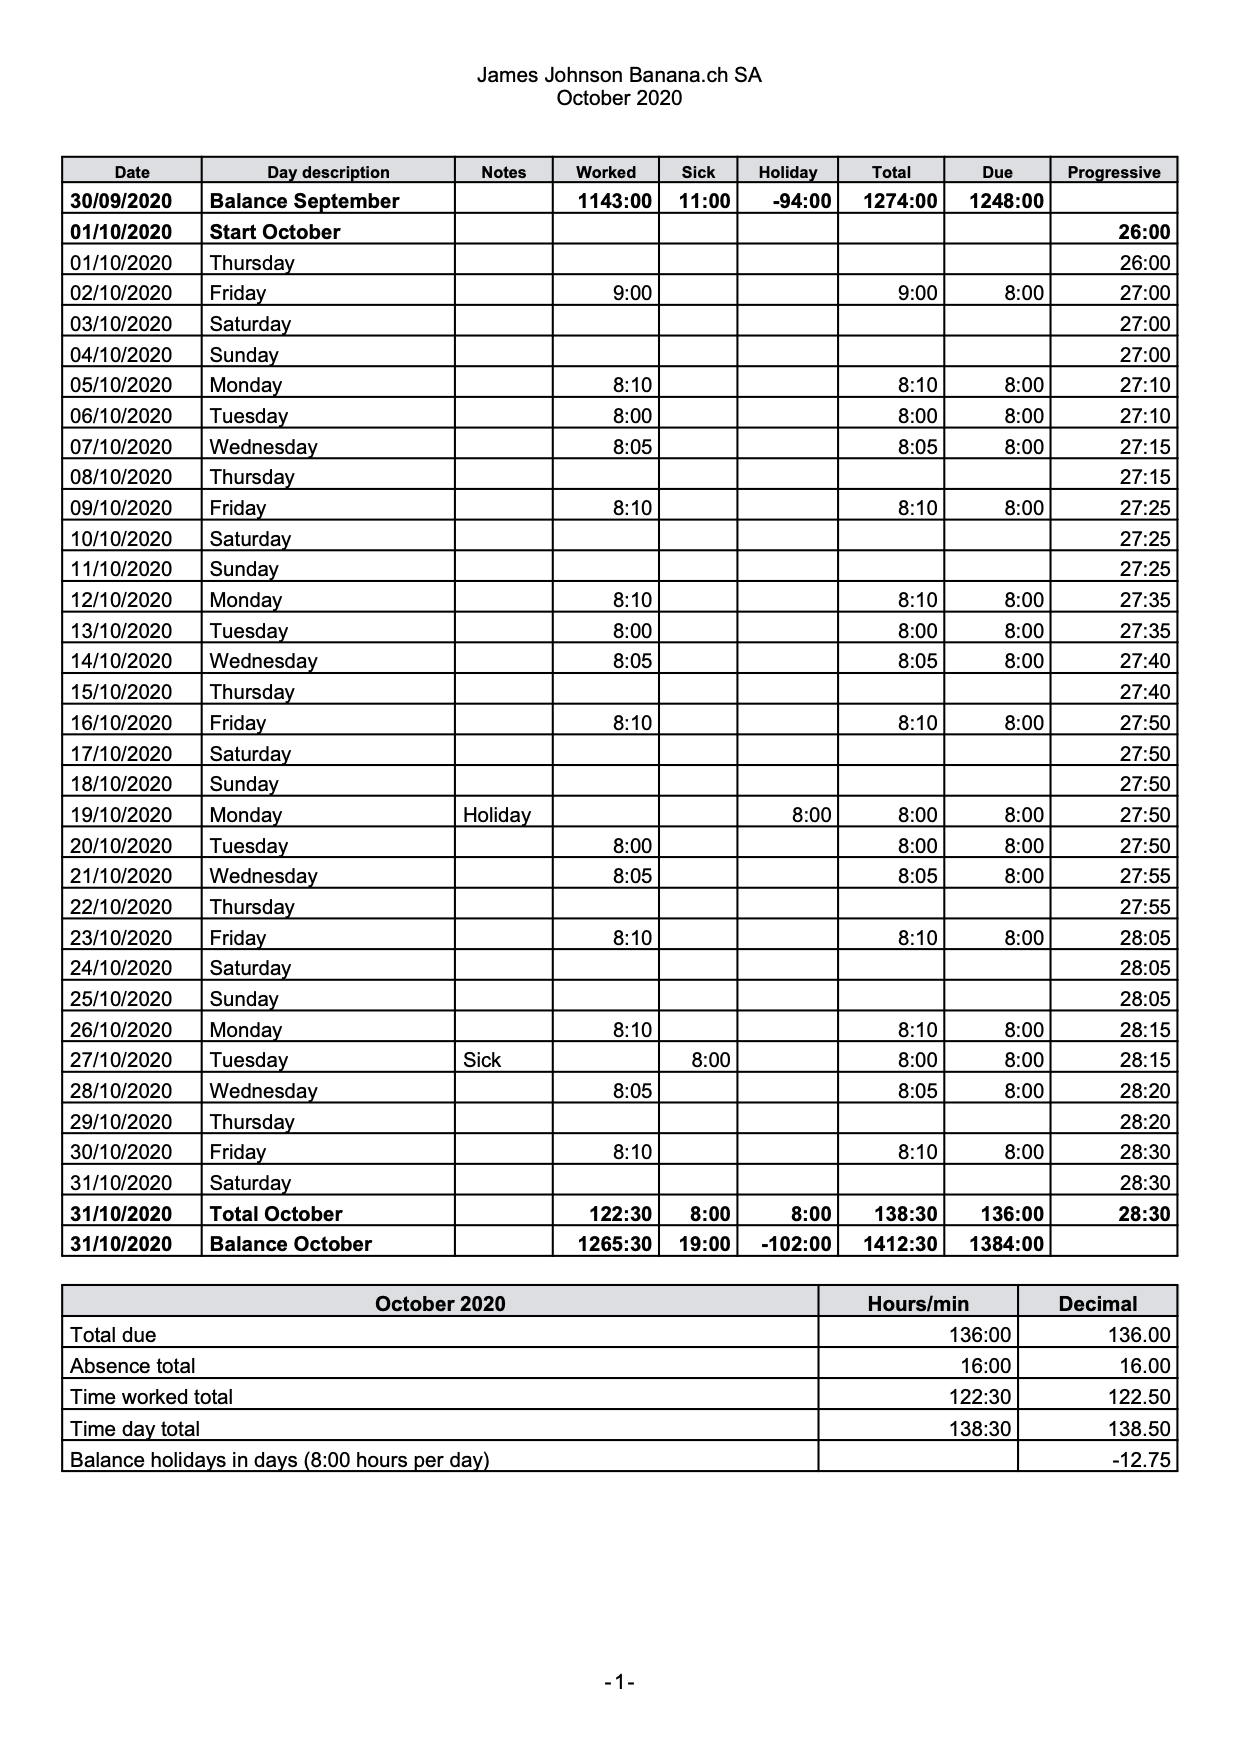 James Johnson Banana.ch SA
October 2020
Date Day description Notes Worked Sick Holiday Total Due Progressive
30/09/2020 Balance September 1143:00 11:00 -94:00 1274:00 1248:00
01/10/2020 Start October 26:00
01/10/2020 Thursday 26:00
02/10/2020 Friday 9:00 9:00 8:00 27:00
03/10/2020 Saturday 27:00
04/10/2020 Sunday 27:00
05/10/2020 Monday 8:10 8:10 8:00 27:10
06/10/2020 Tuesday 8:00 8:00 8:00 27:10
07/10/2020 Wednesday 8:05 8:05 8:00 27:15
08/10/2020 Thursday 27:15
09/10/2020 Friday 8:10 8:10 8:00 27:25
10/10/2020 Saturday 27:25
11/10/2020 Sunday 27:25
12/10/2020 Monday 8:10 8:10 8:00 27:35
13/10/2020 Tuesday 8:00 8:00 8:00 27:35
14/10/2020 Wednesday 8:05 8:05 8:00 27:40
15/10/2020 Thursday 27:40
16/10/2020 Friday 8:10 8:10 8:00 27:50
17/10/2020 Saturday 27:50
18/10/2020 Sunday 27:50
19/10/2020 Monday Holiday 8:00 8:00 8:00 27:50
20/10/2020 Tuesday 8:00 8:00 8:00 27:50
21/10/2020 Wednesday 8:05 8:05 8:00 27:55
22/10/2020 Thursday 27:55
23/10/2020 Friday 8:10 8:10 8:00 28:05
24/10/2020 Saturday 28:05
25/10/2020 Sunday 28:05
26/10/2020 Monday 8:10 8:10 8:00 28:15
27/10/2020 Tuesday Sick 8:00 8:00 8:00 28:15
28/10/2020 Wednesday 8:05 8:05 8:00 28:20
29/10/2020 Thursday 28:20
30/10/2020 Friday 8:10 8:10 8:00 28:30
31/10/2020 Saturday 28:30
31/10/2020 Total October 122:30 8:00 8:00 138:30 136:00 28:30
31/10/2020 Balance October 1265:30 19:00 -102:00 1412:30 1384:00
October 2020 Hours/min Decimal
Total due 136:00 136.00
Absence total 16:00 16.00
Time worked total 122:30 122.50
Time day total 138:30 138.50
Balance holidays in days (8:00 hours per day) -12.75
-1-